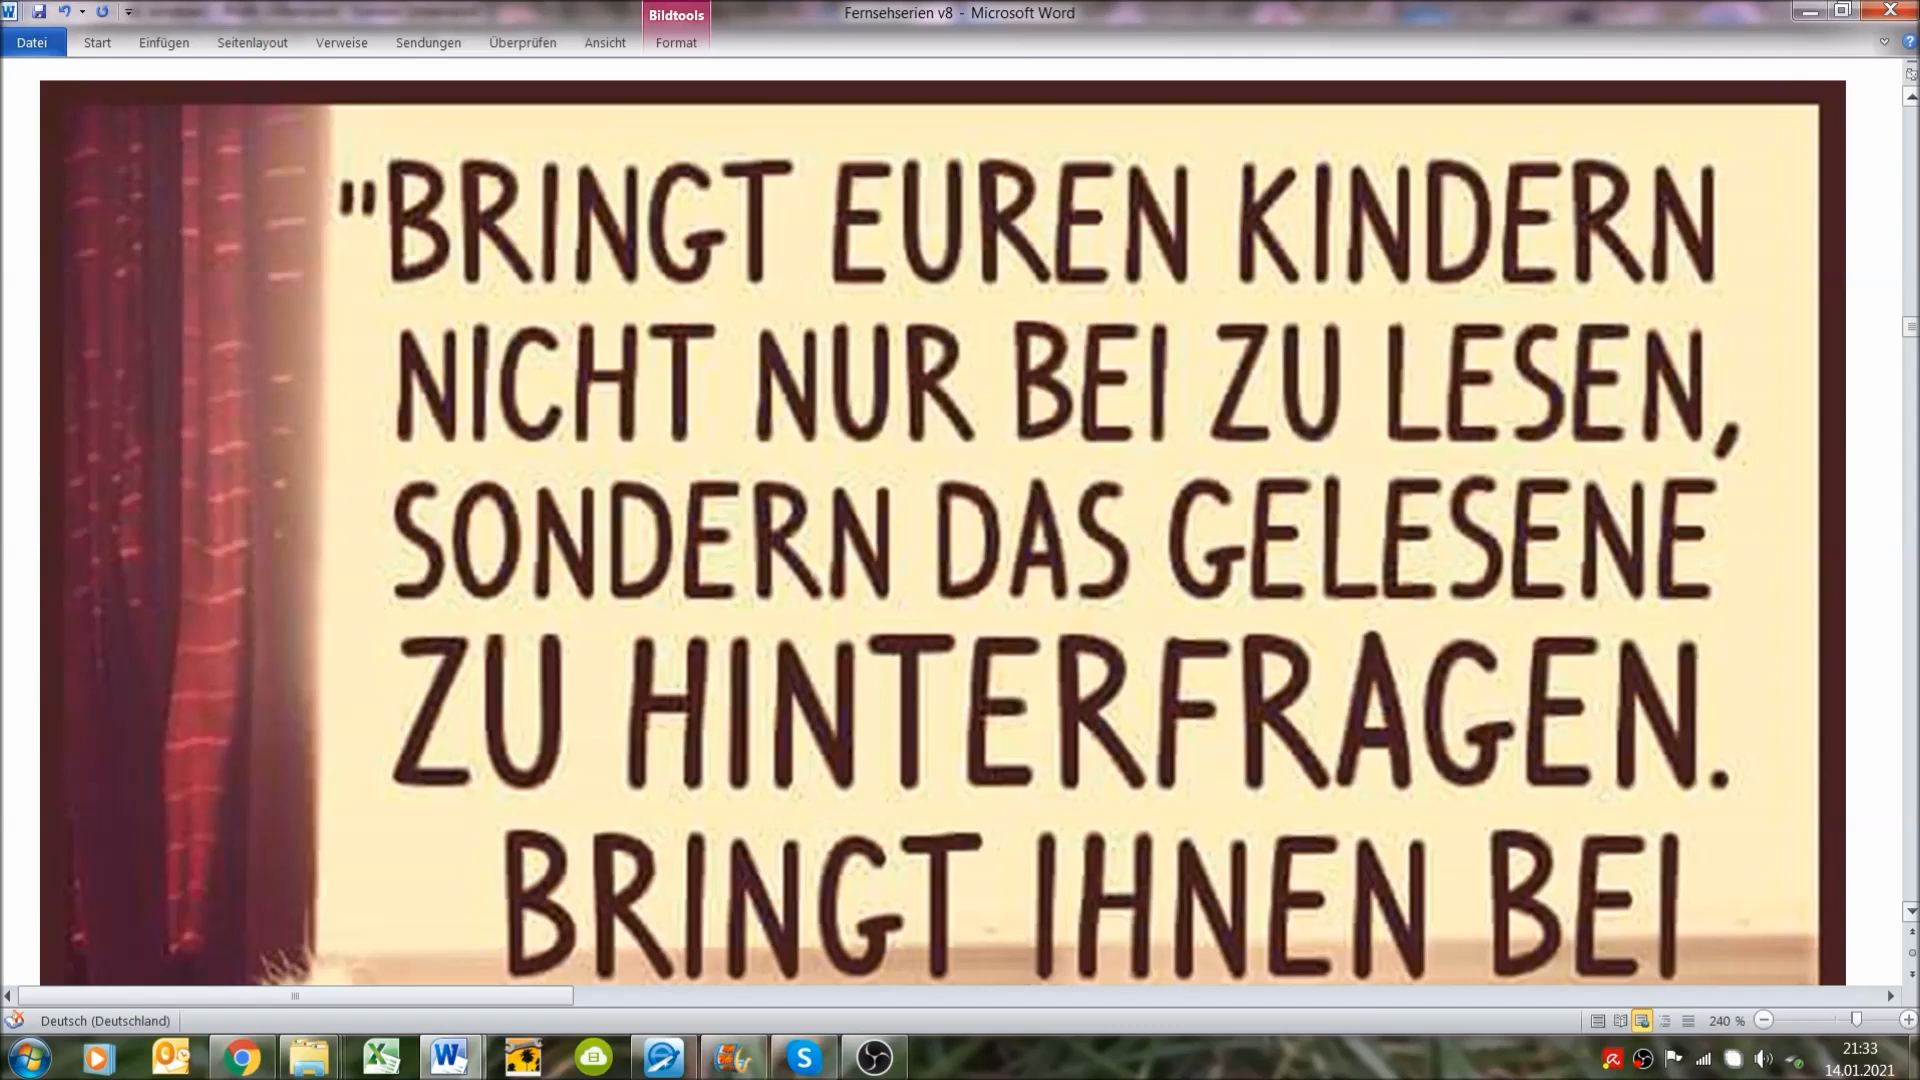 Bildtools
Fernsehserien v8 - Microsoft Word
Datei Start Einfügen Seitenlayout Verweise Sendungen Überprüfen Ansicht Format
"BRINGT EUREN KINDERN
NICHT NUR BEI ZU LESEN,
SONDERN DAS GELESENE
ZU HINTERFRAGEN.
BRINGT IHNEN BEI
Deutsch (Deutschland)
240 %
21:33
14.01.2021